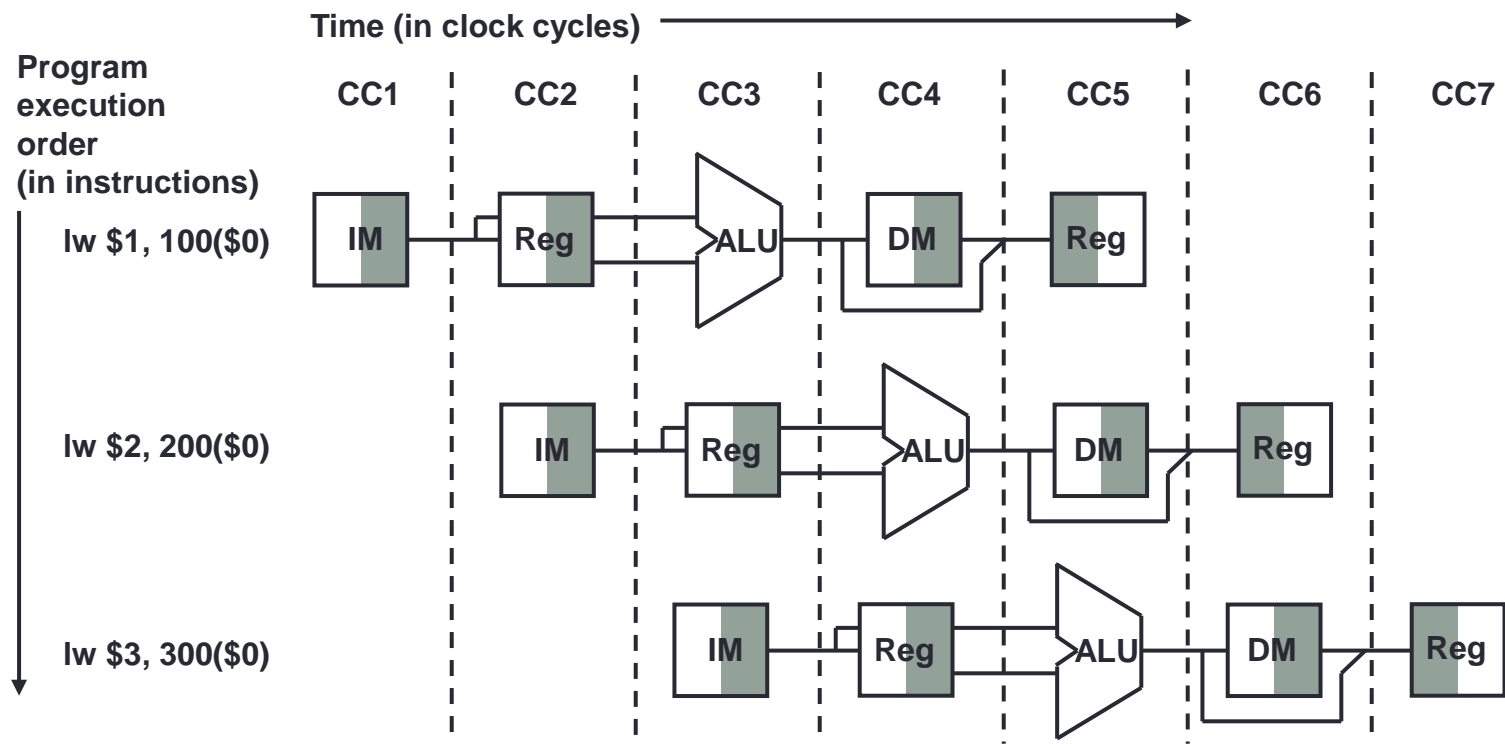 Time (in clock cycles)
Program
execution
order
(in instructions)
CC1 CC2 CC3 CC4 CC5 CC6 CC7
lw $1, 100($0) IM Reg ALU DM Reg
lw $2, 200($0) IM Reg ALU DM Reg
lw $3, 300($0) IM Reg ALU DM Reg